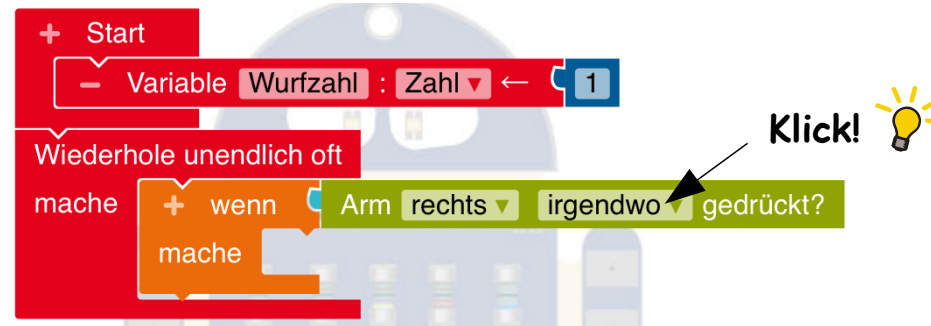 + Start
– Variable Wurfzahl : Zahl ▾ ← 1
Klick!
Wiederhole unendlich oft
mache + wenn Arm rechts ▾ irgendwo ▾ gedrückt?
mache